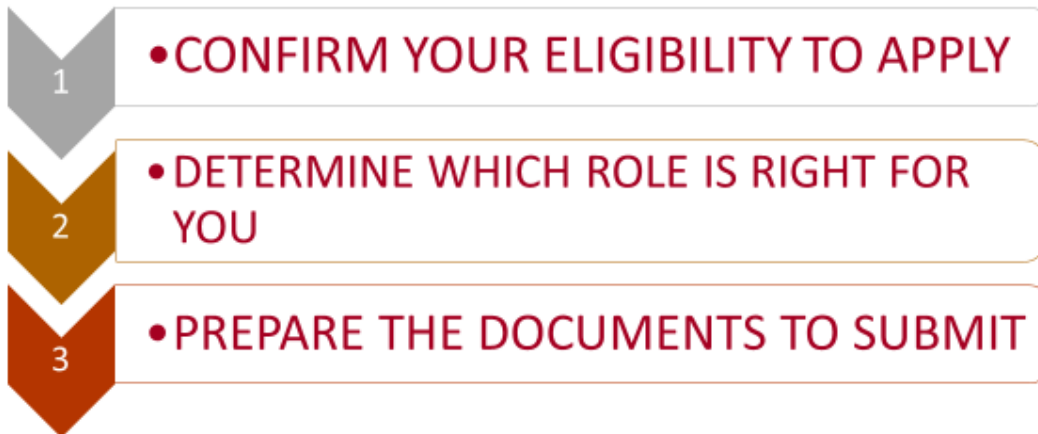 1
•CONFIRM YOUR ELIGIBILITY TO APPLY
2
•DETERMINE WHICH ROLE IS RIGHT FOR
YOU
3
•PREPARE THE DOCUMENTS TO SUBMIT